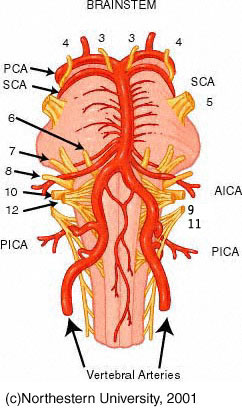 BRAINSTEM
4 3 3 4
PCA
SCA SCA
5
6
7
8
10 AICA
12 9
11
PICA PICA
Vertebral Arteries
(c)Northestern University, 2001